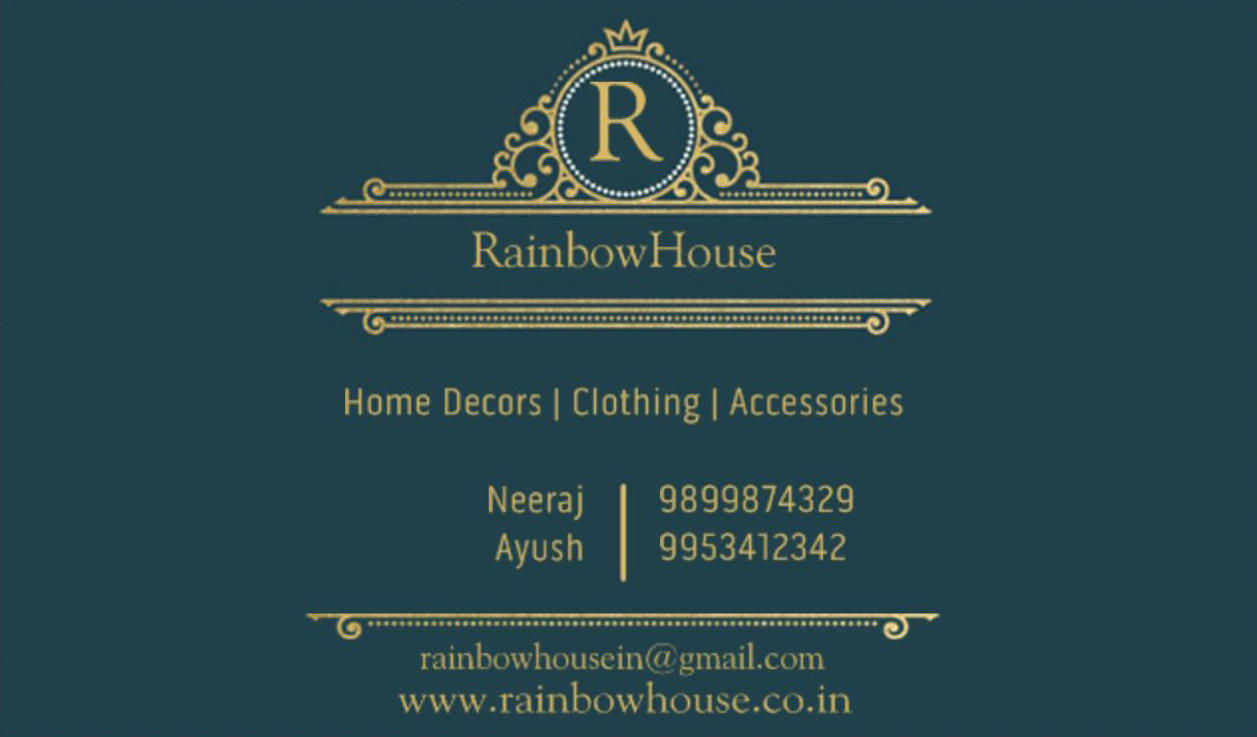 R
RainbowHouse
Home Decors | Clothing | Accessories
Neeraj | 9899874329
Ayush | 9953412342
rainbowhousein@gmail.com
www.rainbowhouse.co.in